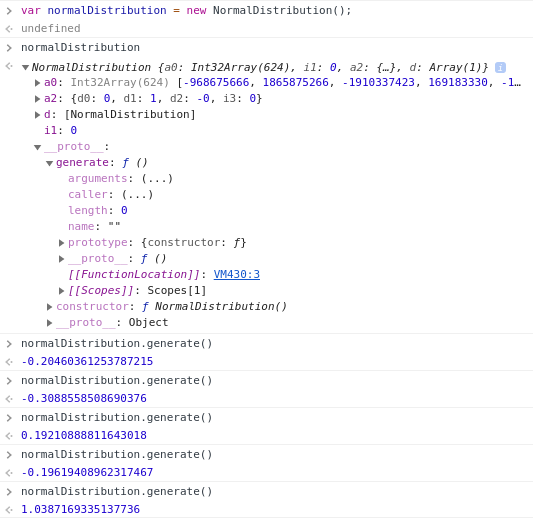 var normalDistribution = new NormalDistribution();
undefined
normalDistribution
NormalDistribution {a0: Int32Array(624), i1: 0, a2: {…}, d: Array(1)} i
a0: Int32Array(624) [-968675666, 1865875266, -1910337423, 169183330, -1…
a2: {d0: 0, d1: 1, d2: -0, i3: 0}
d: [NormalDistribution]
i1: 0
__proto__:
generate: ƒ ()
arguments: (...)
caller: (...)
length: 0
name: ""
prototype: {constructor: ƒ}
__proto__: ƒ ()
[[FunctionLocation]]: VM430:3
[[Scopes]]: Scopes[1]
constructor: ƒ NormalDistribution()
__proto__: Object
normalDistribution.generate()
-0.20460361253787215
normalDistribution.generate()
-0.3088558508690376
normalDistribution.generate()
0.19210888811643018
normalDistribution.generate()
-0.19619408962317467
normalDistribution.generate()
1.0387169335137736